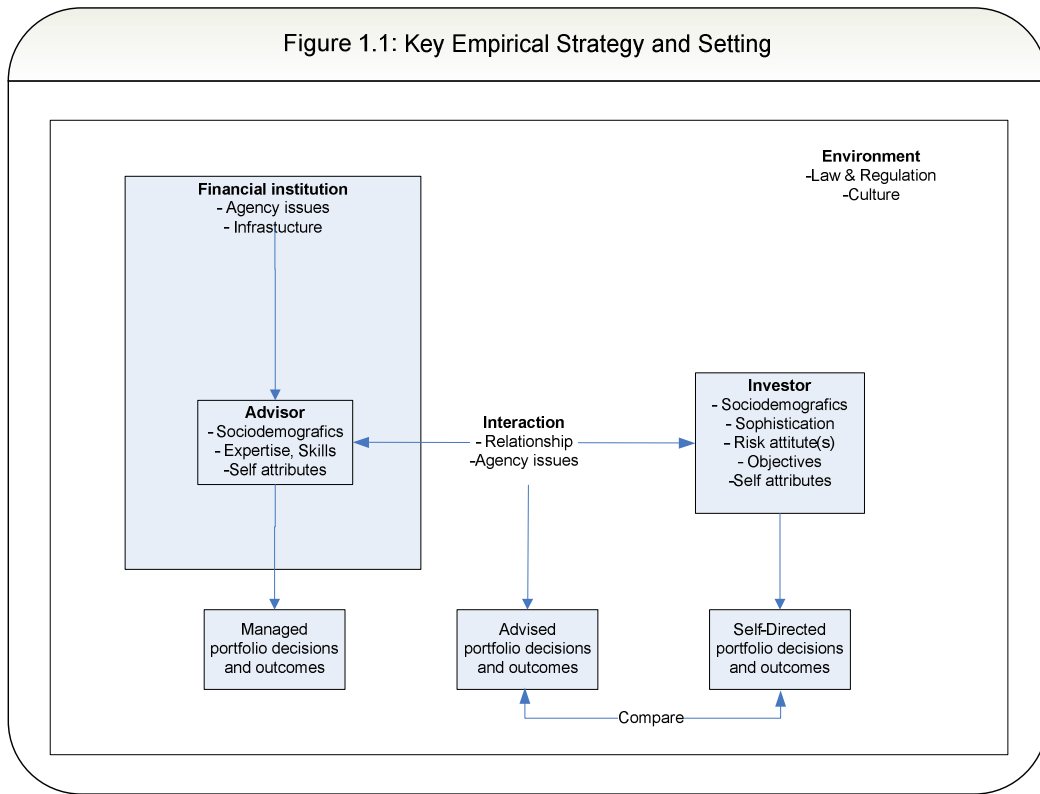 Figure 1.1: Key Empirical Strategy and Setting
Environment
-Law & Regulation
-Culture
Financial institution
- Agency issues
- Infrastucture
Advisor
- Sociodemografics
- Expertise, Skills
-Self attributes
Interaction
- Relationship
-Agency issues
Investor
- Sociodemografics
- Sophistication
- Risk attitute(s)
- Objectives
-Self attributes
Managed
portfolio decisions
and outcomes
Advised
portfolio decisions
and outcomes
Self-Directed
portfolio decisions
and outcomes
Compare